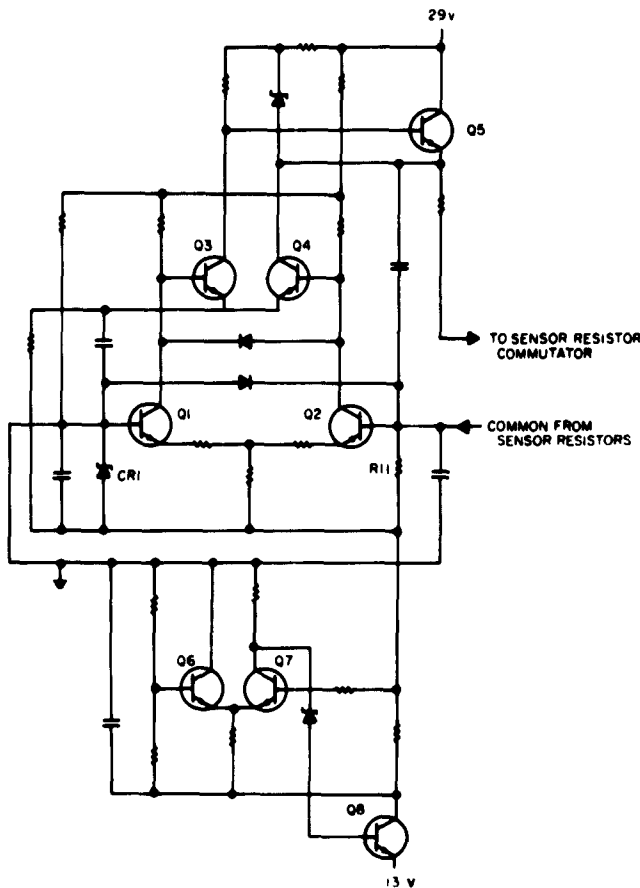 29v
Q5
Q3
Q4
TO SENSOR RESISTOR
COMMUTATOR
Q1
Q2
COMMON FROM
SENSOR RESISTORS
CR1
R11
Q6
Q7
Q8
13 V